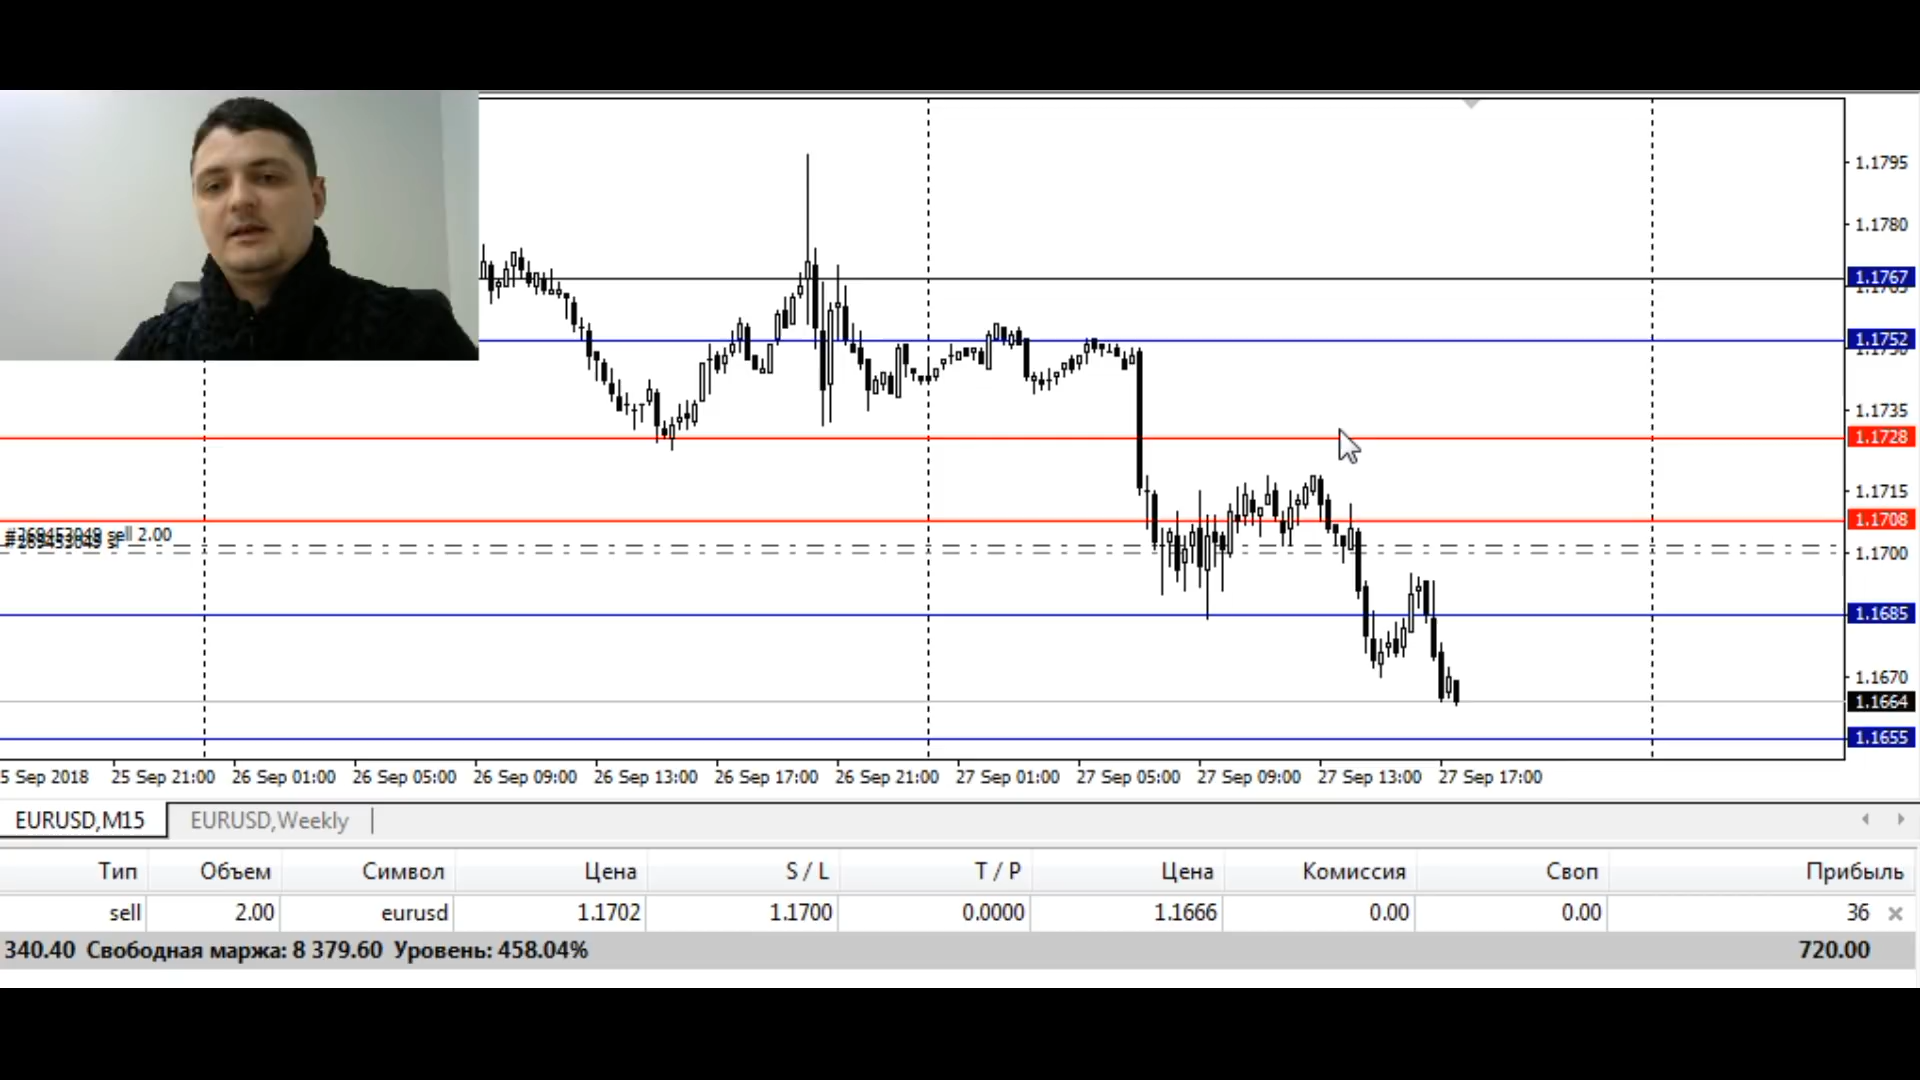 1.1795
1.1780
1.1767
1.1752
1.1735
1.1728
1.1715
1.1708
sell 2.00
1.1700
1.1685
1.1670
1.1664
1.1655
5 Sep 2018 25 Sep 21:00 26 Sep 01:00 26 Sep 05:00 26 Sep 09:00 26 Sep 13:00 26 Sep 17:00 26 Sep 21:00 27 Sep 01:00 27 Sep 05:00 27 Sep 09:00 27 Sep 13:00 27 Sep 17:00
EURUSD,M15 EURUSD,Weekly
Тип Объем Символ Цена S / L T / P Цена Комиссия Своп Прибыль
sell 2.00 eurusd 1.1702 1.1700 0.0000 1.1666 0.00 0.00 36
340.40 Свободная маржа: 8 379.60 Уровень: 458.04% 720.00